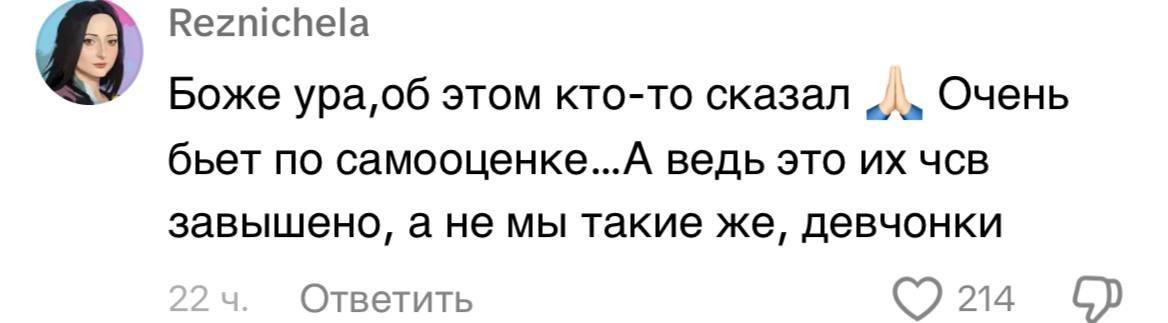 Reznichela
Боже ура,об этом кто-то сказал 🙏🏻 Очень
бьет по самооценке...А ведь это их чсв
завышено, а не мы такие же, девчонки
22 ч. Ответить 214